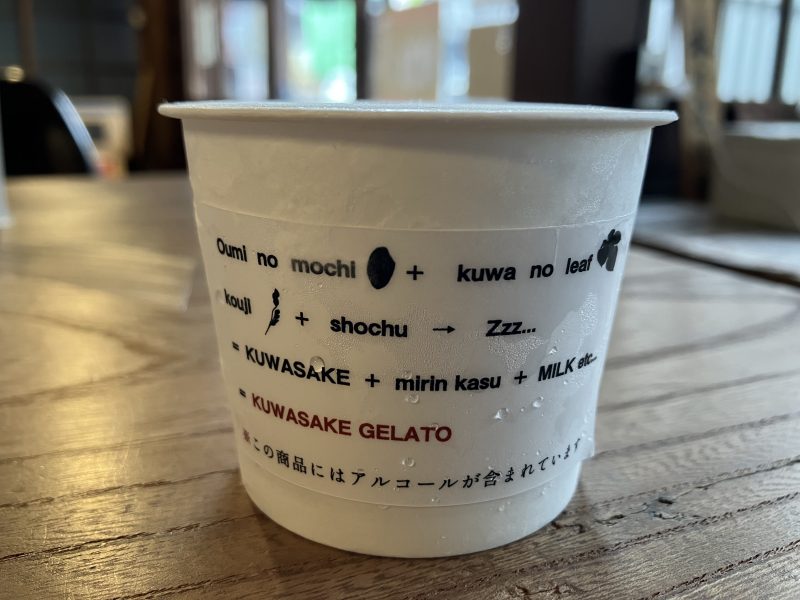 Oumi no mochi + kuwa no leaf
kouji + shochu → Zzz...
= KUWASAKE + mirin kasu + MILK etc...
= KUWASAKE GELATO
※この商品にはアルコールが含まれています